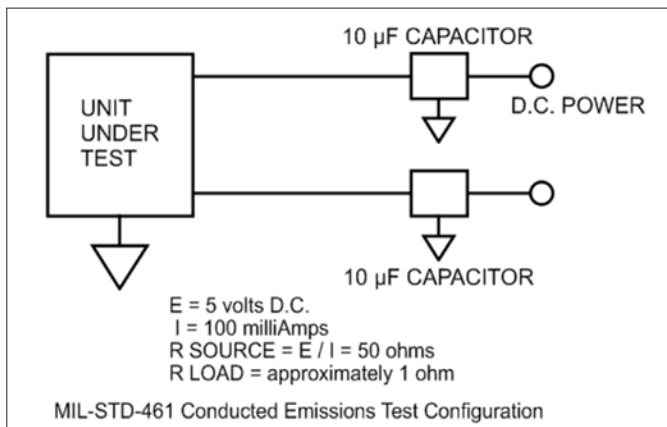 10 µF CAPACITOR
UNIT
UNDER
TEST
D.C. POWER
10 µF CAPACITOR
E = 5 volts D.C.
I = 100 milliAmps
R SOURCE = E / I = 50 ohms
R LOAD = approximately 1 ohm
MIL-STD-461 Conducted Emissions Test Configuration